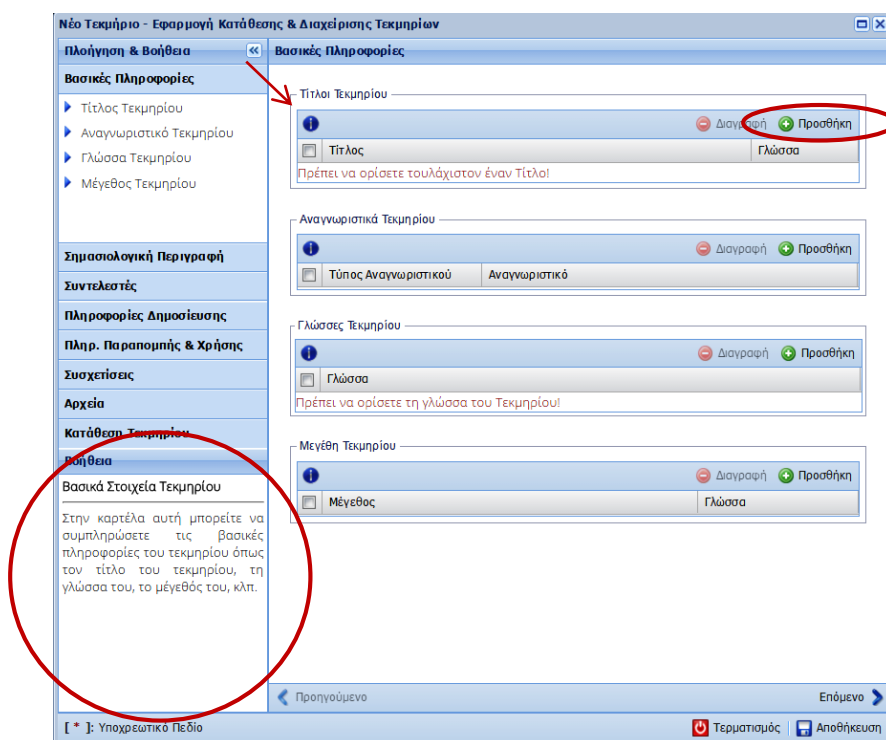 Νέο Τεκμήριο - Εφαρμογή Κατάθεσης & Διαχείρισης Τεκμηρίων
Πλοήγηση & Βοήθεια
Βασικές Πληροφορίες
Τίτλος Τεκμηρίου
Αναγνωριστικό Τεκμηρίου
Γλώσσα Τεκμηρίου
Μέγεθος Τεκμηρίου
Σημασιολογική Περιγραφή
Συντελεστές
Πληροφορίες Δημοσίευσης
Πληρ. Παραπομπής & Χρήσης
Συσχετίσεις
Αρχεία
Κατάθεση Τεκμηρίου
Βοήθεια
Βασικά Στοιχεία Τεκμηρίου
Στην καρτέλα αυτή μπορείτε να
συμπληρώσετε τις βασικές
πληροφορίες του τεκμηρίου όπως
τον τίτλο του τεκμηρίου, τη
γλώσσα του, το μέγεθός του, κλπ.
Βασικές Πληροφορίες
Τίτλοι Τεκμηρίου
Διαγραφή Προσθήκη
Τίτλος Γλώσσα
Πρέπει να ορίσετε τουλάχιστον έναν Τίτλο!
Αναγνωριστικά Τεκμηρίου
Διαγραφή Προσθήκη
Τύπος Αναγνωριστικού Αναγνωριστικό
Γλώσσες Τεκμηρίου
Διαγραφή Προσθήκη
Γλώσσα
Πρέπει να ορίσετε τη γλώσσα του Τεκμηρίου!
Μεγέθη Τεκμηρίου
Διαγραφή Προσθήκη
Μέγεθος Γλώσσα
Προηγούμενο Επόμενο
[ * ]: Υποχρεωτικό Πεδίο Τερματισμός Αποθήκευση